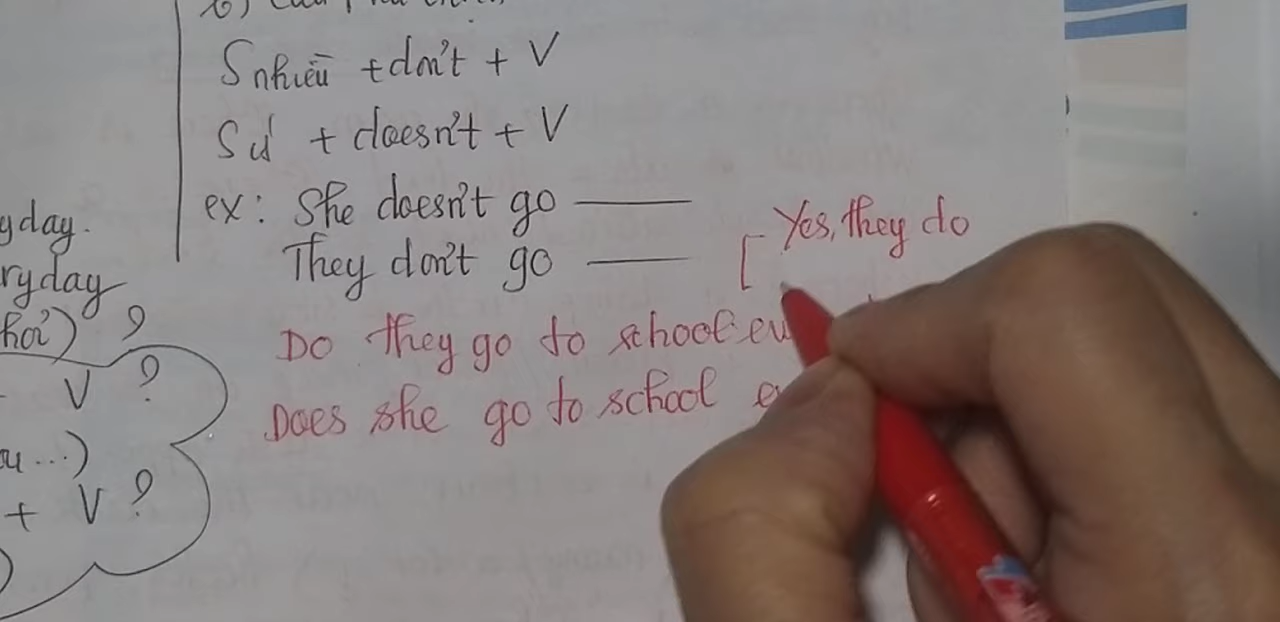 S nhiều + don't + V
S ít + doesn't + V
ex: She doesn't go
They don't go
yday.
ryday
Yes, they do
Do they go to school
Does she go to school
V ?
+ V ?